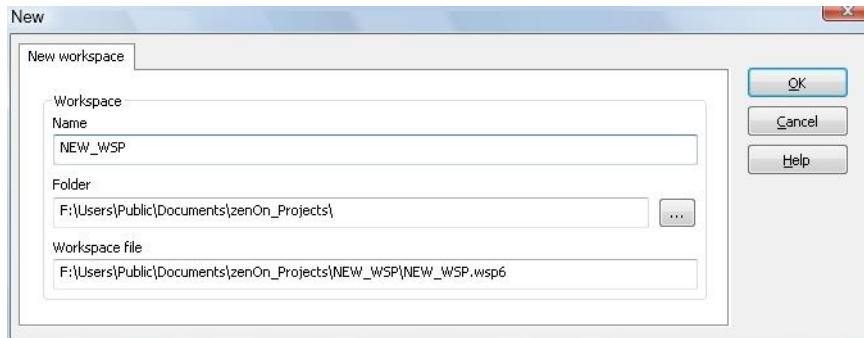 New
New workspace
OK
Workspace
Name
NEW_WSP
Cancel
Help
Folder
F:\Users\Public\Documents\zenOn_Projects\
...
Workspace file
F:\Users\Public\Documents\zenOn_Projects\NEW_WSP\NEW_WSP.wsp6